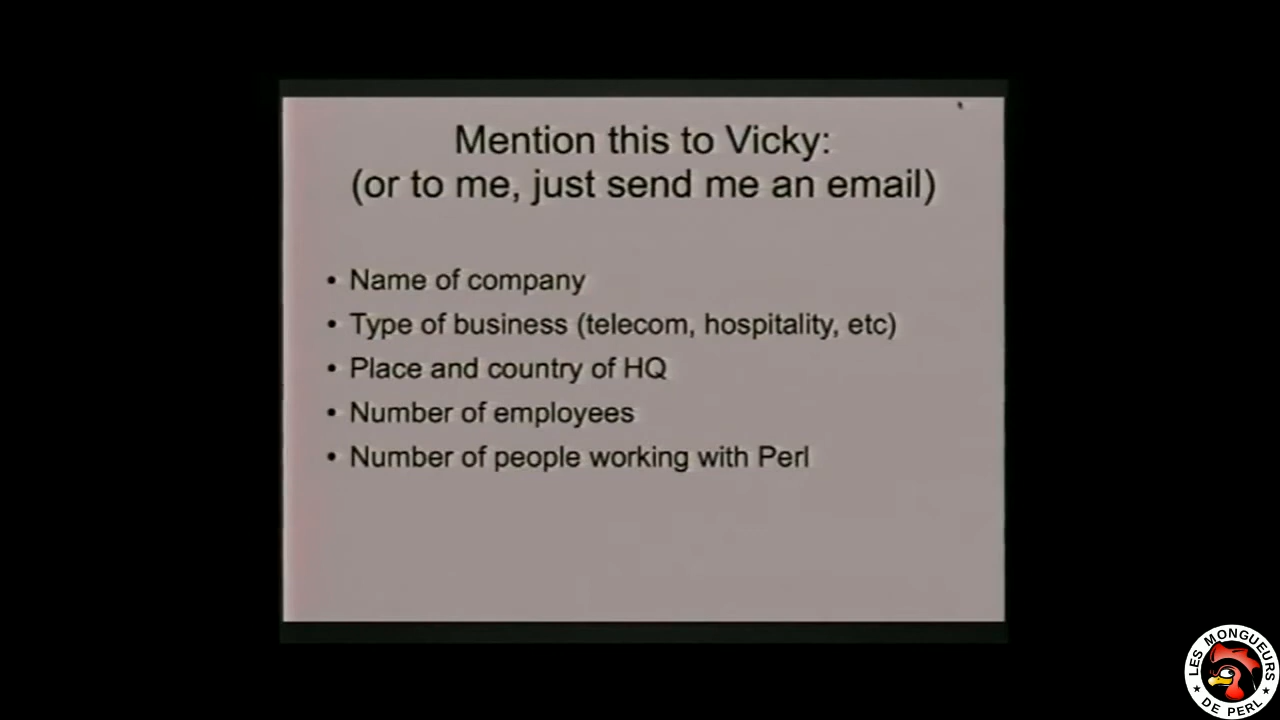 Mention this to Vicky:
(or to me, just send me an email)
• Name of company
• Type of business (telecom, hospitality, etc)
• Place and country of HQ
• Number of employees
• Number of people working with Perl
LES MONGUEURS
DE PERL